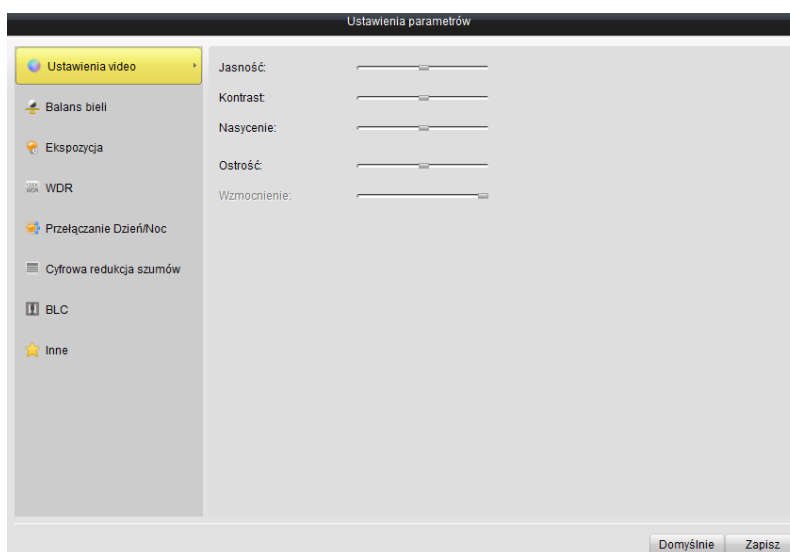 Ustawienia parametrów
Ustawienia video
Balans bieli
Ekspozycja
WDR
Przełączanie Dzień/Noc
Cyfrowa redukcja szumów
BLC
Inne
Jasność:
Kontrast:
Nasycenie:
Ostrość:
Wzmocnienie:
Domyślnie
Zapisz